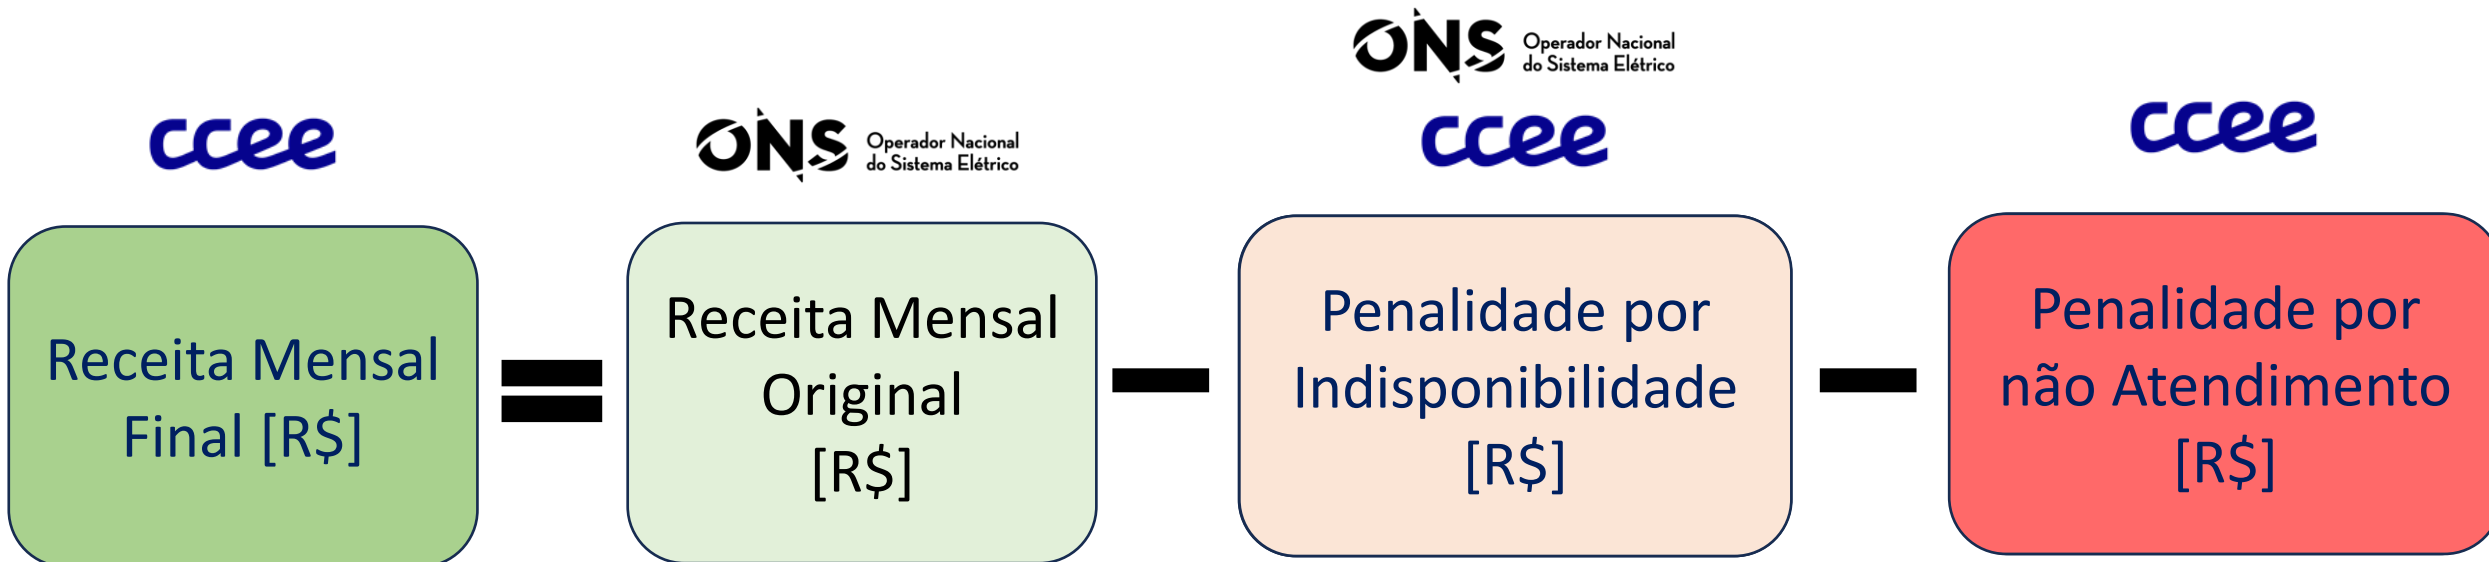 ccee
ONS Operador Nacional
do Sistema Elétrico
ONS Operador Nacional
do Sistema Elétrico
ccee
ccee
Receita Mensal
Final [R$]
=
Receita Mensal
Original
[R$]
−
Penalidade por
Indisponibilidade
[R$]
−
Penalidade por
não Atendimento
[R$]